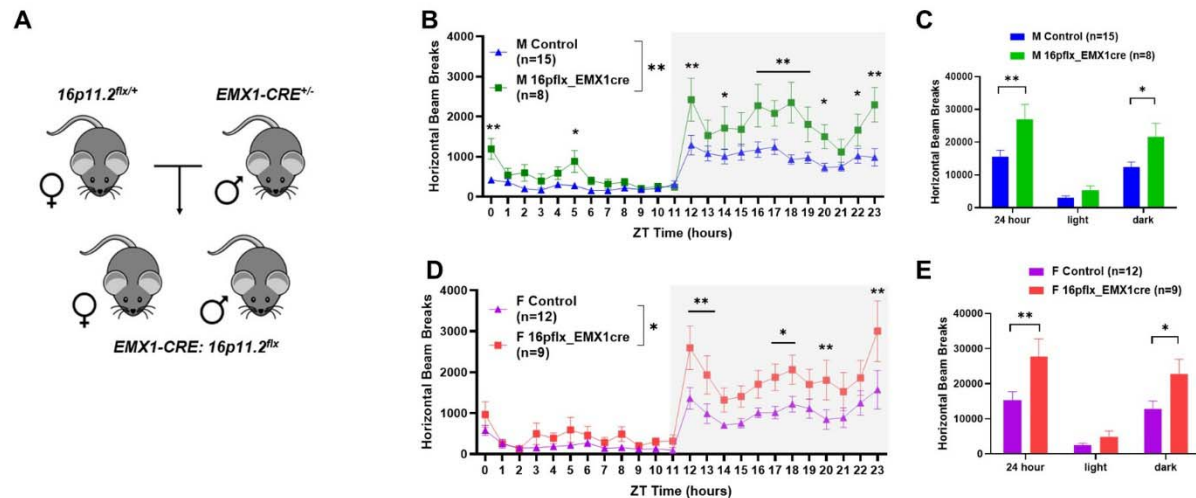 A
16p11.2flx/+
EMX1-CRE+/-
♀
♂
♀
♂
EMX1-CRE: 16p11.2flx
B
Horizontal Beam Breaks
4000
3000
2000
1000
0
M Control
(n=15)
M 16pflx_EMX1cre
(n=8)
**
**
*
**
*
**
*
*
**
0 1 2 3 4 5 6 7 8 9 10 11 12 13 14 15 16 17 18 19 20 21 22 23
ZT Time (hours)
C
M Control (n=15)
M 16pflx_EMX1cre (n=8)
Horizontal Beam Breaks
40000
30000
20000
10000
0
**
*
24 hour light dark
D
Horizontal Beam Breaks
4000
3000
2000
1000
0
F Control
(n=12)
F 16pflx_EMX1cre
(n=9)
*
**
*
**
**
0 1 2 3 4 5 6 7 8 9 10 11 12 13 14 15 16 17 18 19 20 21 22 23
ZT Time (hours)
E
F Control (n=12)
F 16pflx_EMX1cre (n=9)
Horizontal Beam Breaks
40000
30000
20000
10000
0
**
*
24 hour light dark